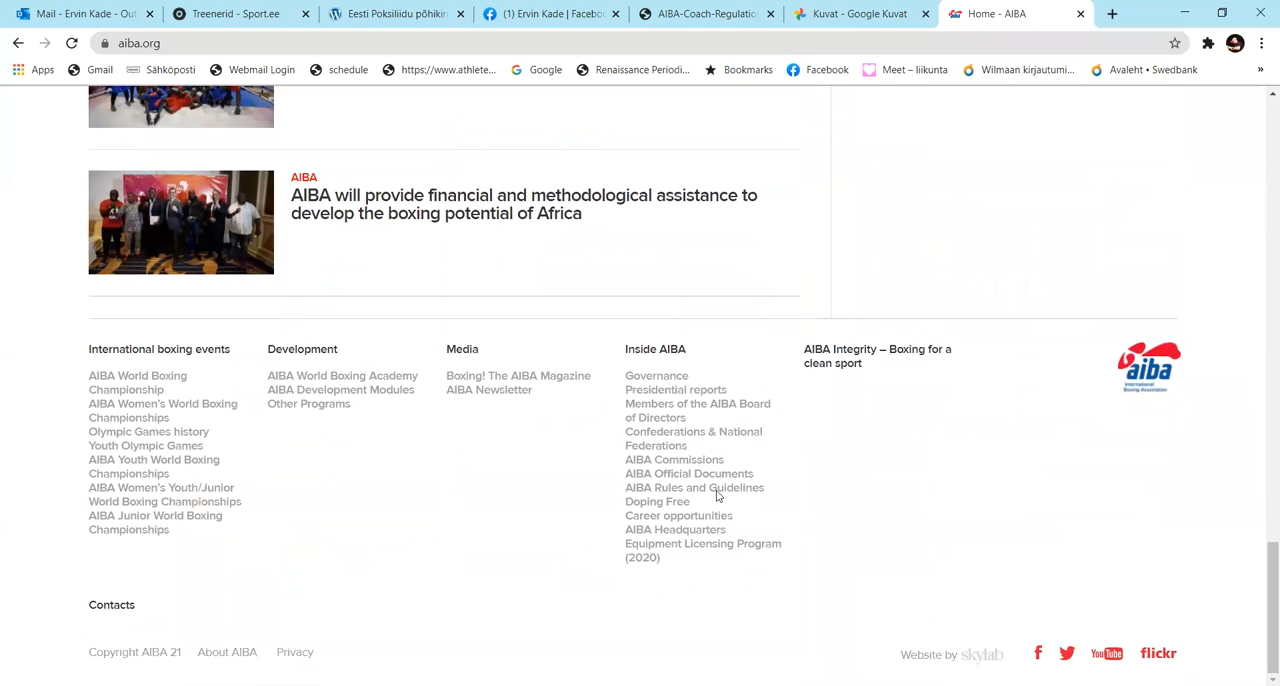 Mail - Ervin Kade - Out
Treenerid - Sport.ee
Eesti Poksiliidu põhikin
(1) Ervin Kade | Facebo
AIBA-Coach-Regulatio
Kuvat - Google Kuvat
Home - AIBA
aiba.org
Apps
Gmail
Sähköposti
Webmail Login
schedule
https://www.athlete...
Google
Renaissance Periodi...
Bookmarks
Facebook
Meet – liikunta
Wilmaan kirjautumi...
Avaleht • Swedbank
»
AIBA
AIBA will provide financial and methodological assistance to
develop the boxing potential of Africa
International boxing events
AIBA World Boxing
Championship
AIBA Women's World Boxing
Championships
Olympic Games history
Youth Olympic Games
AIBA Youth World Boxing
Championships
AIBA Women's Youth/Junior
World Boxing Championships
AIBA Junior World Boxing
Championships
Development
AIBA World Boxing Academy
AIBA Development Modules
Other Programs
Media
Boxing! The AIBA Magazine
AIBA Newsletter
Inside AIBA
Governance
Presidential reports
Members of the AIBA Board
of Directors
Confederations & National
Federations
AIBA Commissions
AIBA Official Documents
AIBA Rules and Guidelines
Doping Free
Career opportunities
AIBA Headquarters
Equipment Licensing Program
(2020)
AIBA Integrity – Boxing for a
clean sport
aiba
International
Boxing Association
Contacts
Copyright AIBA 21
About AIBA
Privacy
Website by skylab
YouTube
flickr